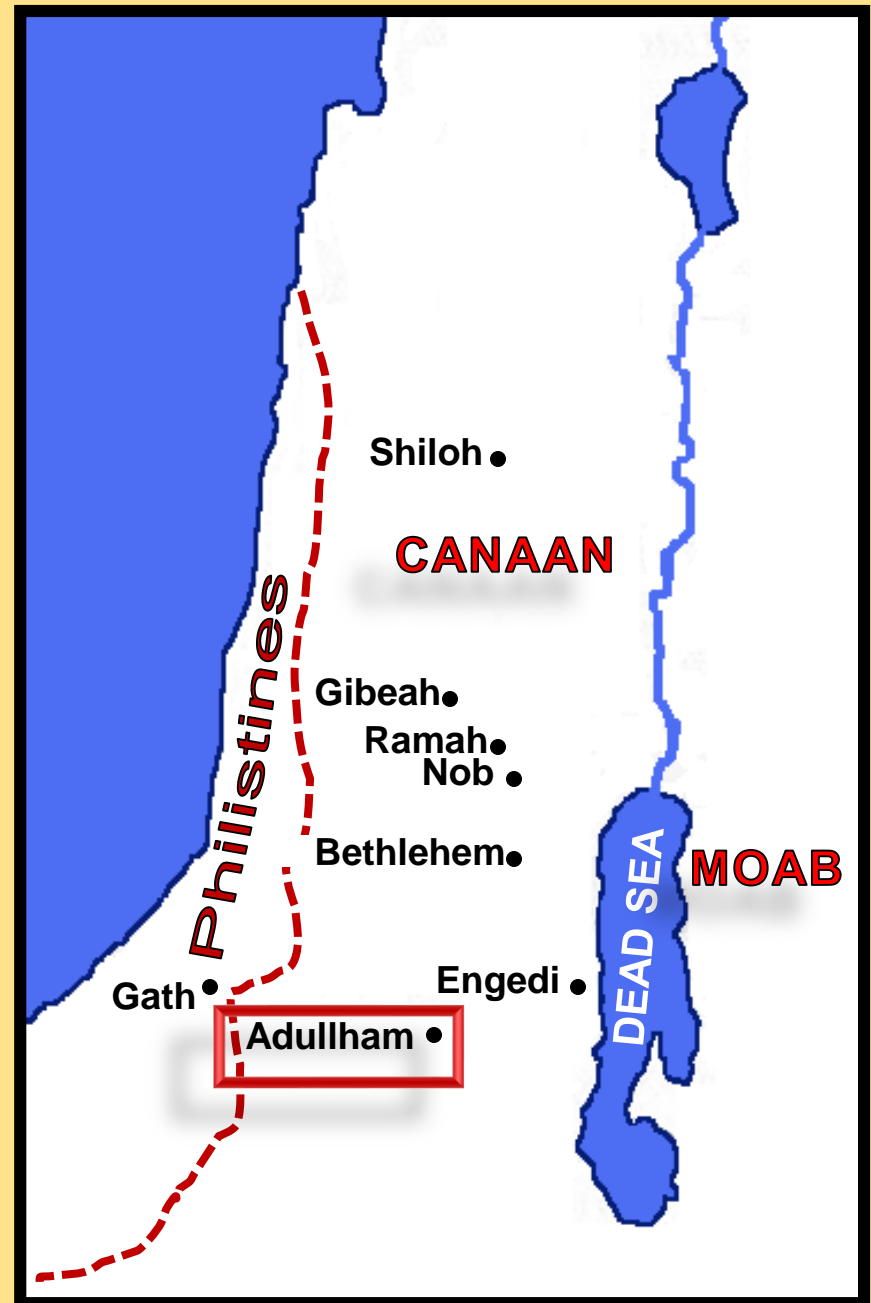 Shiloh
CANAAN
Philistines
Gibeah
Ramah
Nob
Bethlehem
MOAB
DEAD SEA
Engedi
Gath
Adullham